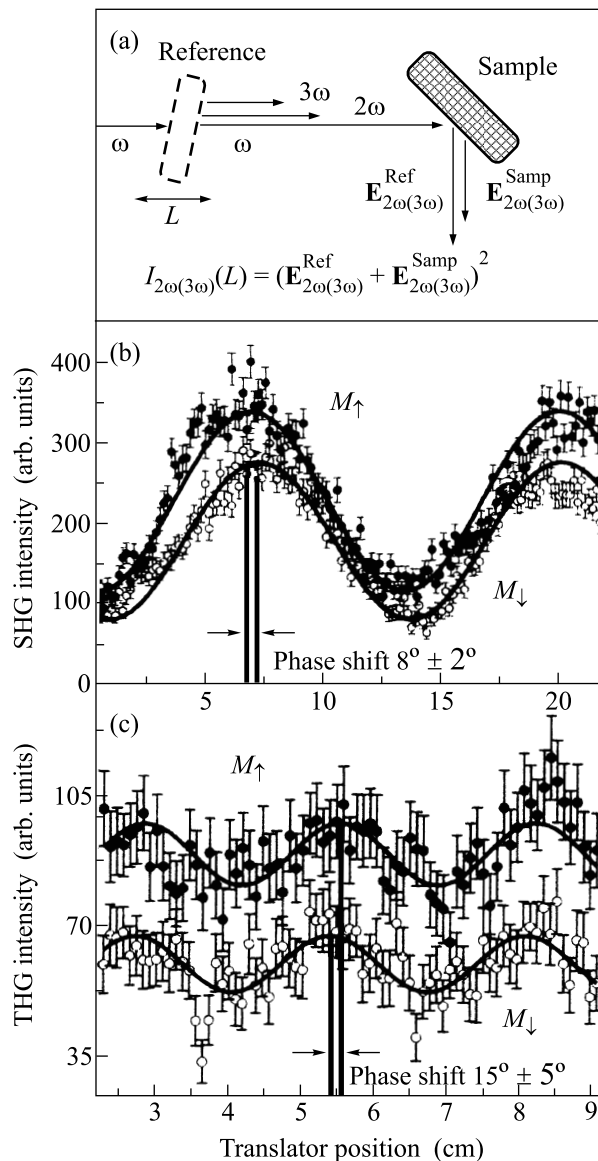 (a)
Reference
Sample
3ω
2ω
ω
ω
L
E^Ref_2ω(3ω)
E^Samp_2ω(3ω)
I_2ω(3ω)(L) = (E^Ref_2ω(3ω) + E^Samp_2ω(3ω))^2
(b)
SHG intensity (arb. units)
400
300
200
100
0
M↑
M↓
Phase shift 8° ± 2°
5
10
15
20
(c)
THG intensity (arb. units)
105
70
35
M↑
M↓
Phase shift 15° ± 5°
3
4
5
6
7
8
9
Translator position (cm)